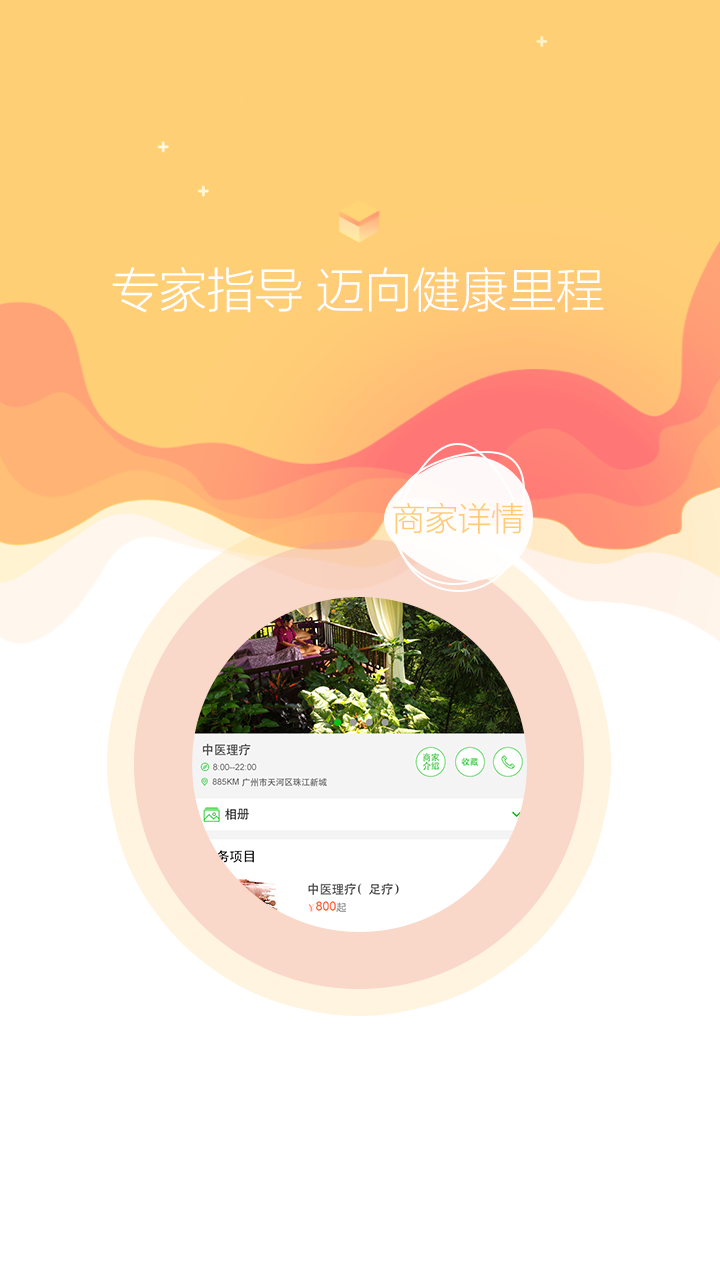 专家指导 迈向健康里程
商家详情
中医理疗
8:00--22:00
885KM 广州市天河区珠江新城
商家
介绍
收藏
相册
务项目
中医理疗( 足疗)
¥800起